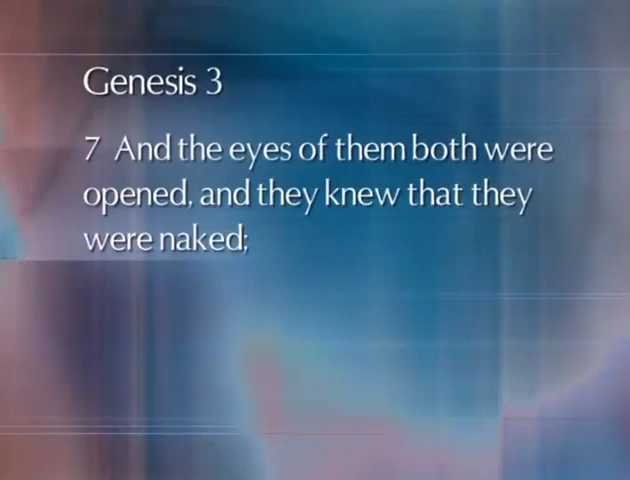 Genesis 3
7 And the eyes of them both were
opened, and they knew that they
were naked;